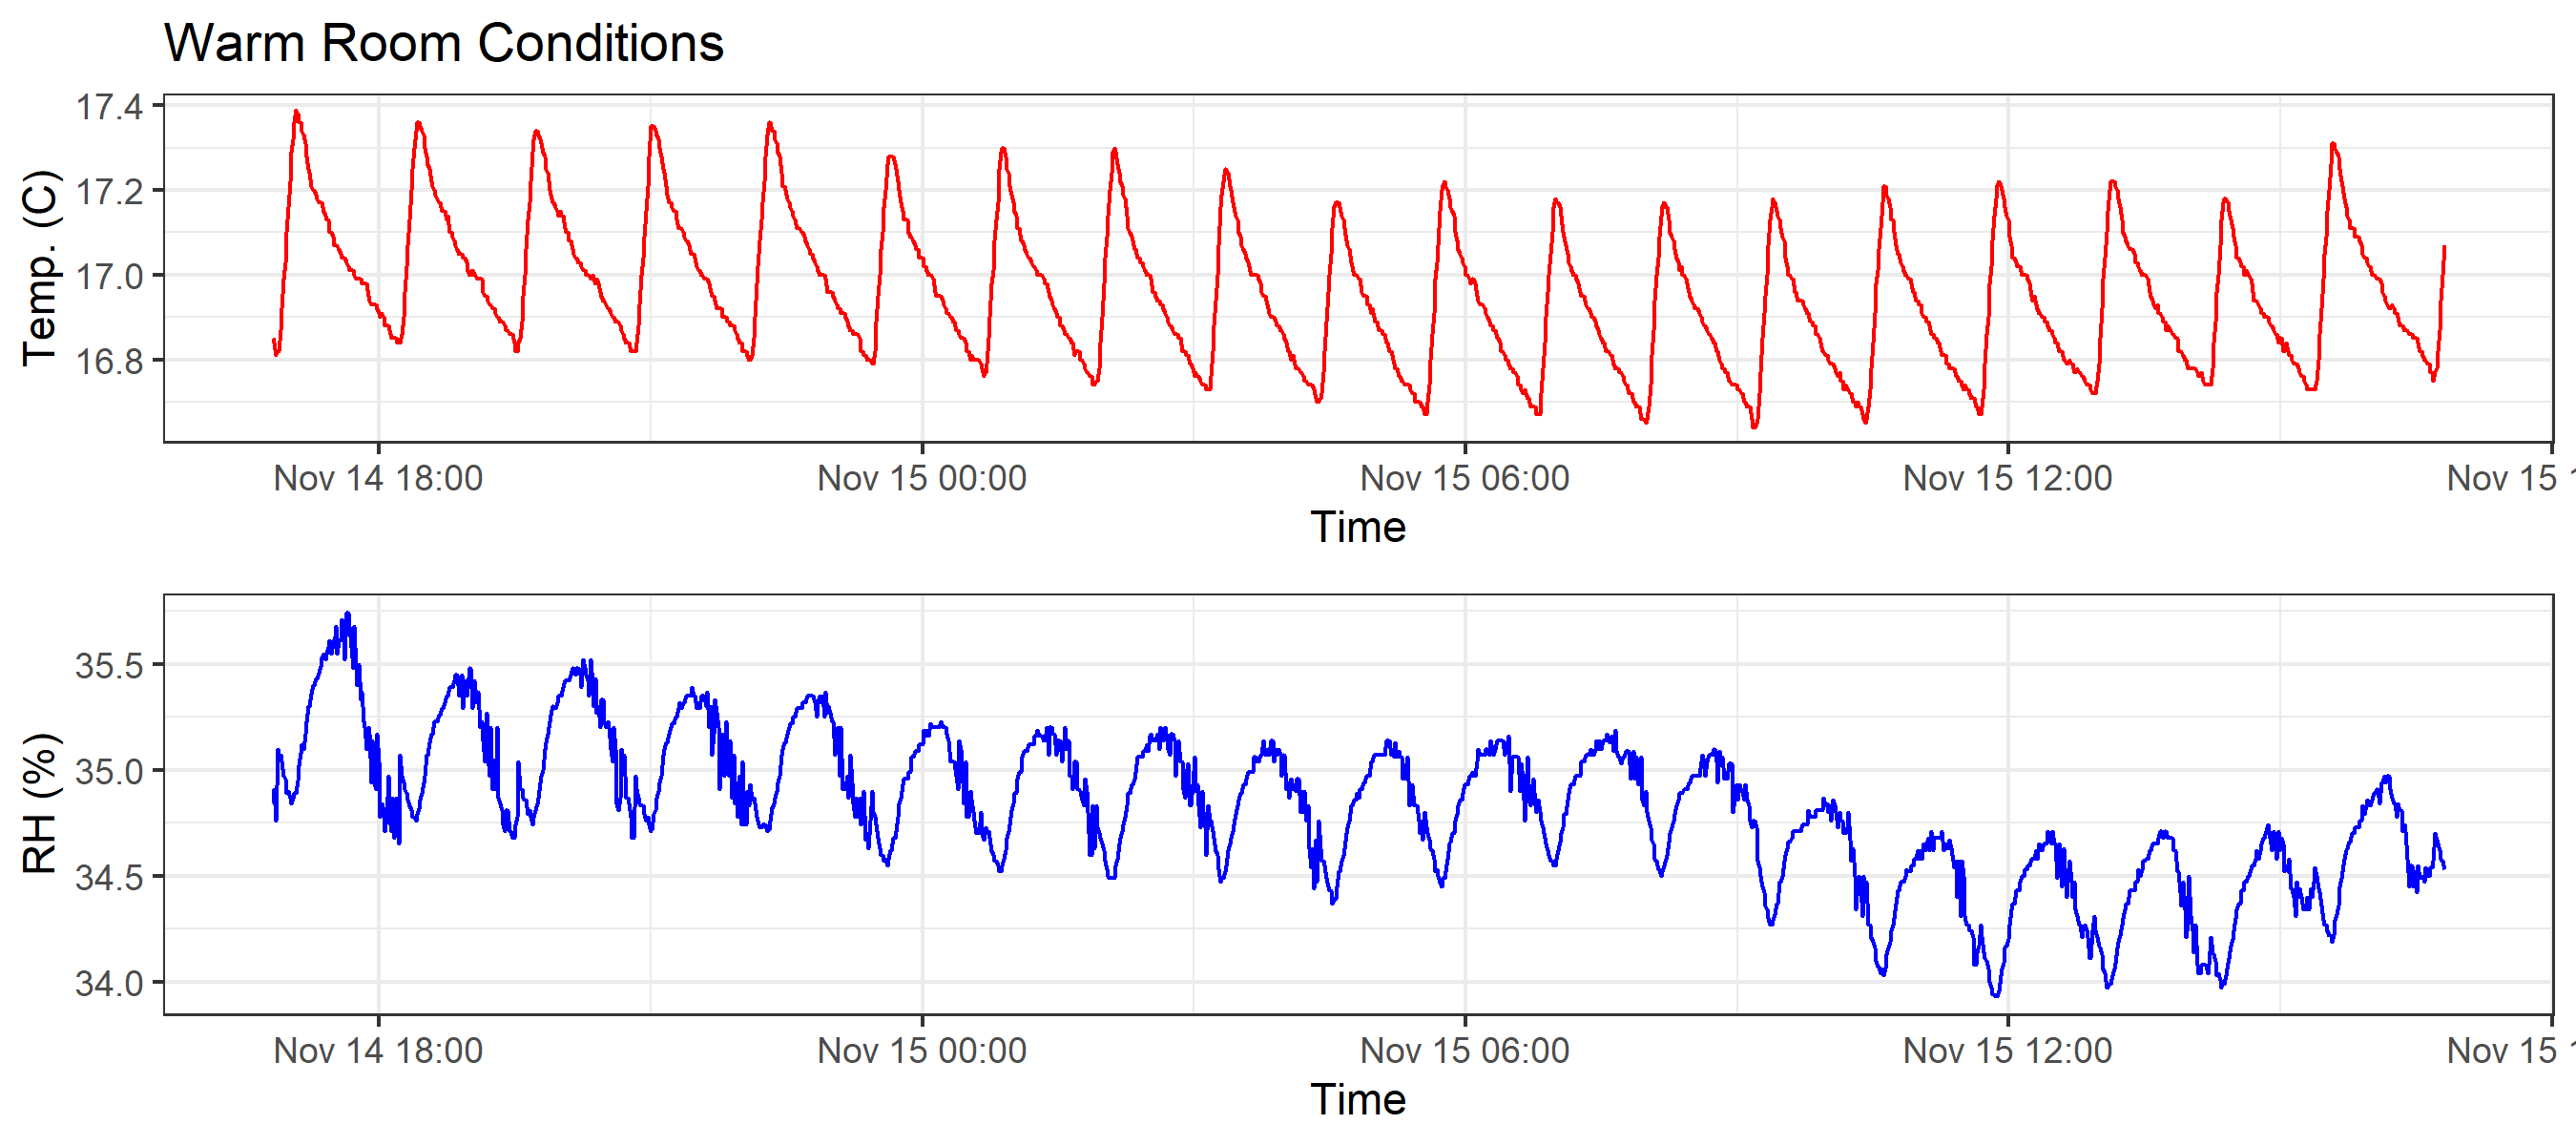 Warm Room Conditions
Temp. (C)
17.4
17.2
17.0
16.8
Nov 14 18:00 Nov 15 00:00 Nov 15 06:00 Nov 15 12:00 Nov 15 1
Time
RH (%)
35.5
35.0
34.5
34.0
Nov 14 18:00 Nov 15 00:00 Nov 15 06:00 Nov 15 12:00 Nov 15 1
Time